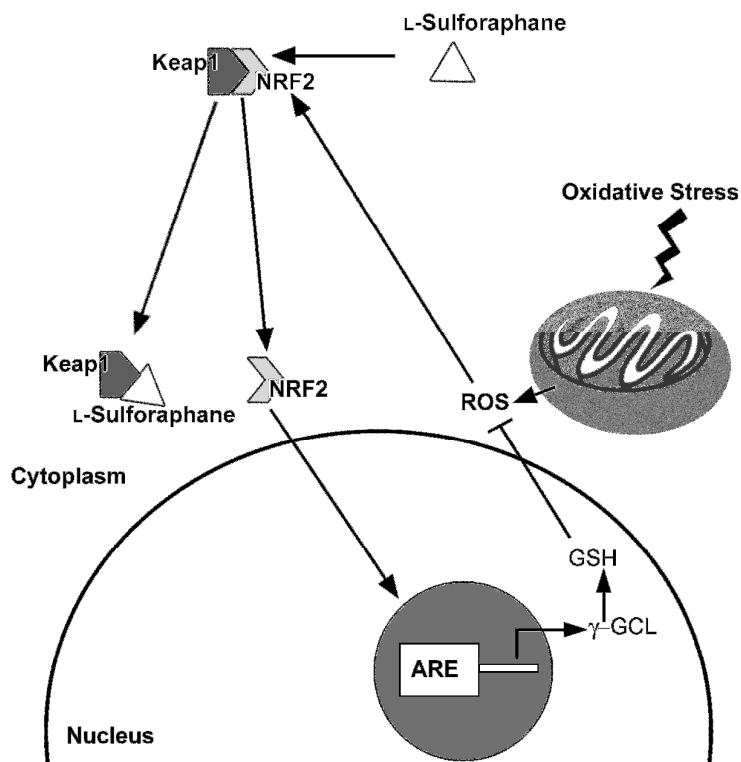 L-Sulforaphane
Keap1
NRF2
Oxidative Stress
Keap1
NRF2
L-Sulforaphane
ROS
Cytoplasm
GSH
γ-GCL
ARE
Nucleus